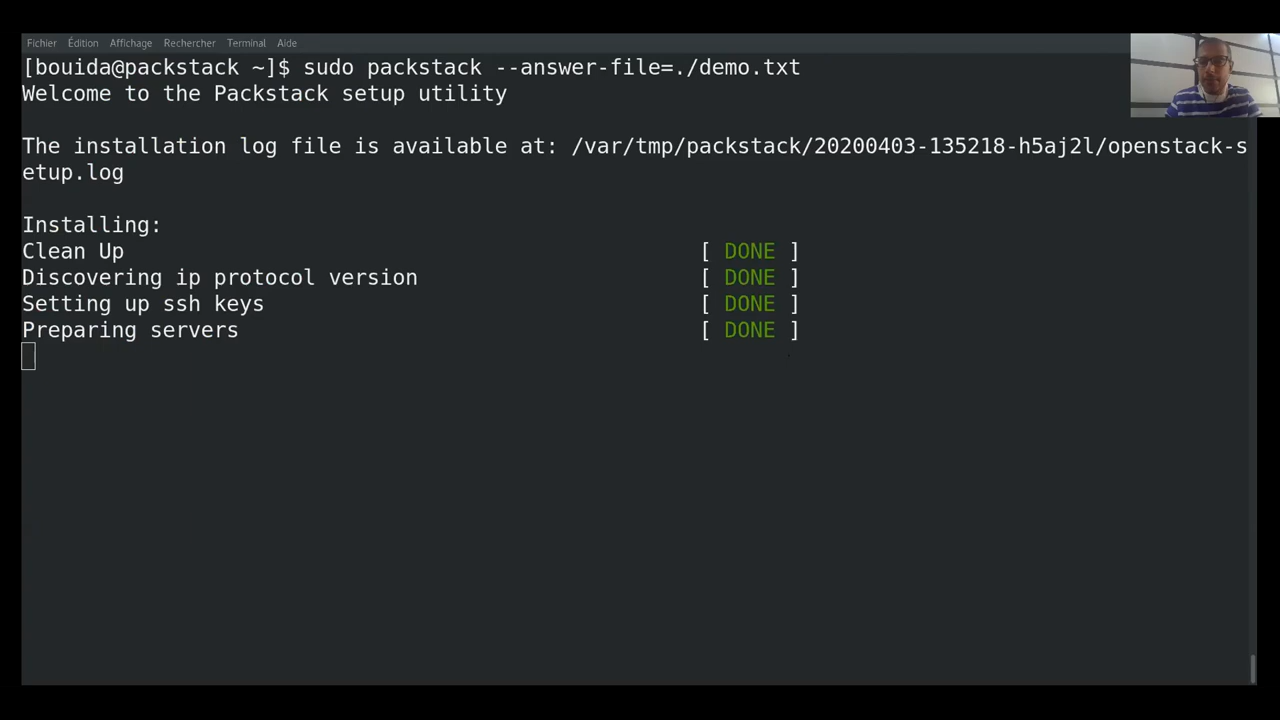 Fichier Édition Affichage Rechercher Terminal Aide
[bouida@packstack ~]$ sudo packstack --answer-file=./demo.txt
Welcome to the Packstack setup utility
The installation log file is available at: /var/tmp/packstack/20200403-135218-h5aj2l/openstack-s
etup.log
Installing:
Clean Up [ DONE ]
Discovering ip protocol version [ DONE ]
Setting up ssh keys [ DONE ]
Preparing servers [ DONE ]